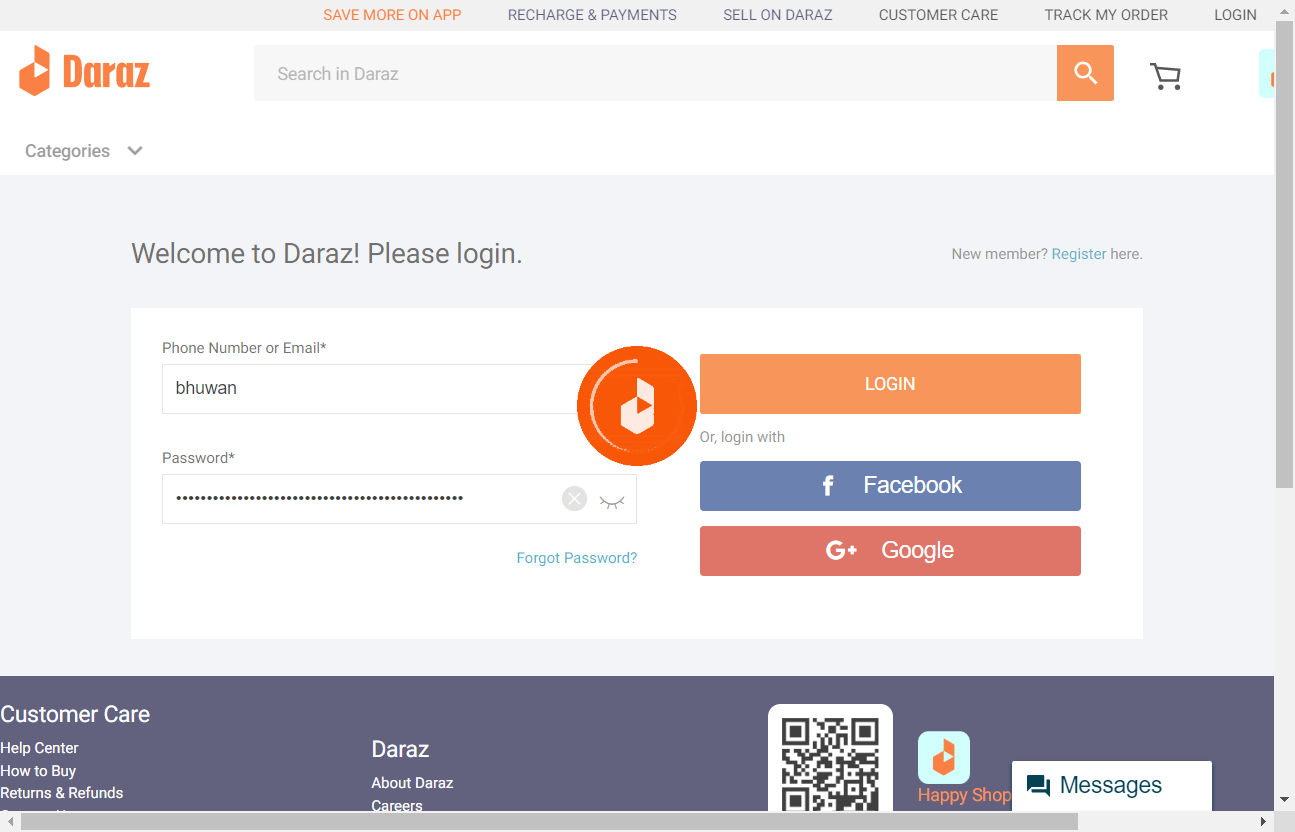 SAVE MORE ON APP RECHARGE & PAYMENTS SELL ON DARAZ CUSTOMER CARE TRACK MY ORDER LOGIN
Daraz Search in Daraz
Categories
Welcome to Daraz! Please login. New member? Register here.
Phone Number or Email*
bhuwan
LOGIN
Or, login with
Password*
Facebook
Forgot Password?
Google
Customer Care
Help Center
How to Buy
Returns & Refunds
Daraz
About Daraz
Careers
Happy Shop
Messages